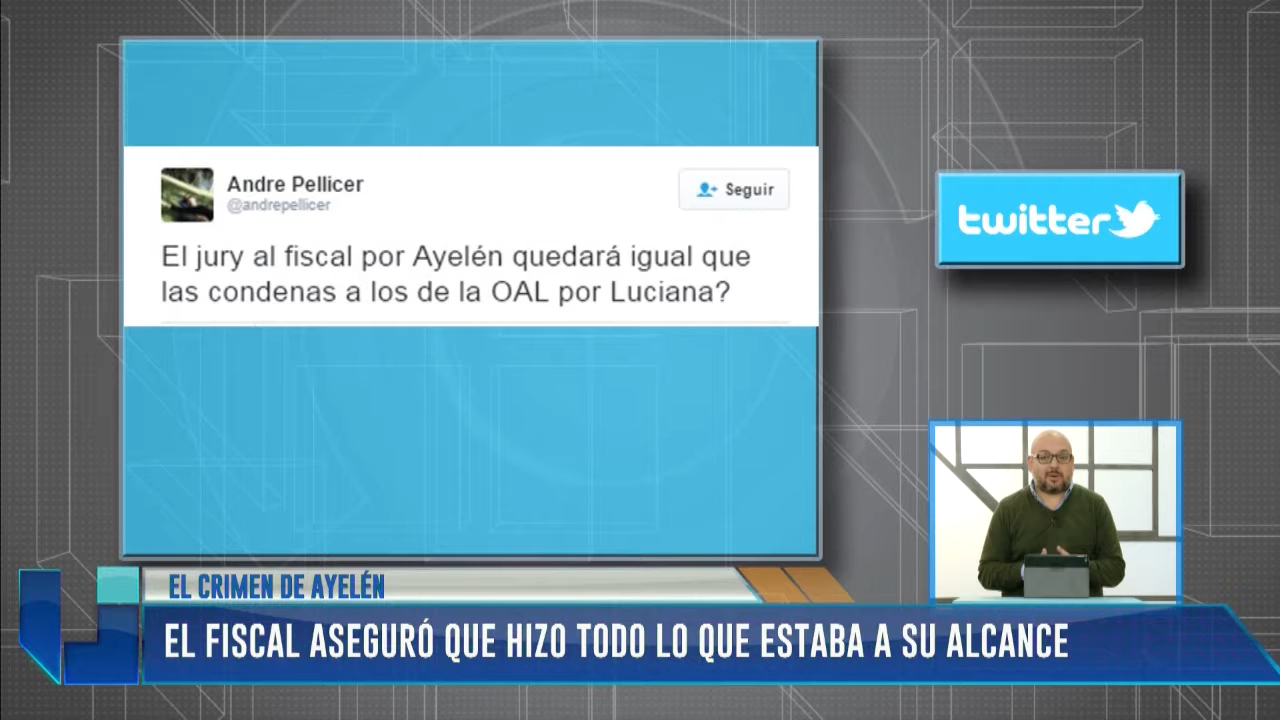 Andre Pellicer
@andrepellicer
Seguir
El jury al fiscal por Ayelén quedará igual que
las condenas a los de la OAL por Luciana?
twitter
EL CRIMEN DE AYELÉN
EL FISCAL ASEGURÓ QUE HIZO TODO LO QUE ESTABA A SU ALCANCE